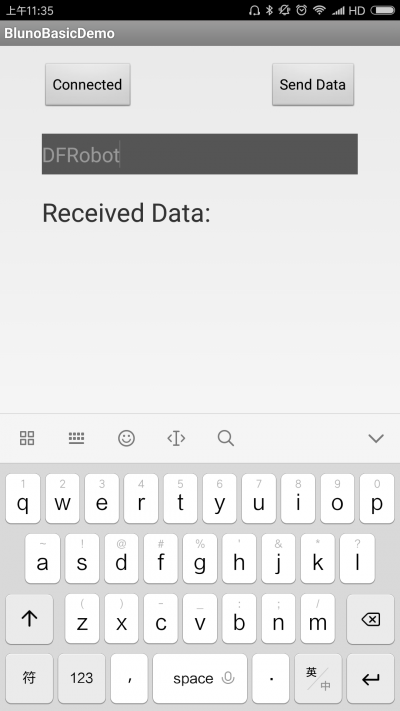 上午11:35 HD
BlunoBasicDemo
Connected Send Data
DFRobot
Received Data:
1 2 3 4 5 6 7 8 9 0
q w e r t y u i o p
~ ! @ # % ' & * ?
a s d f g h j k l
( ) - _ : ; /
z x c v b n m
符 123 , space . 英/中